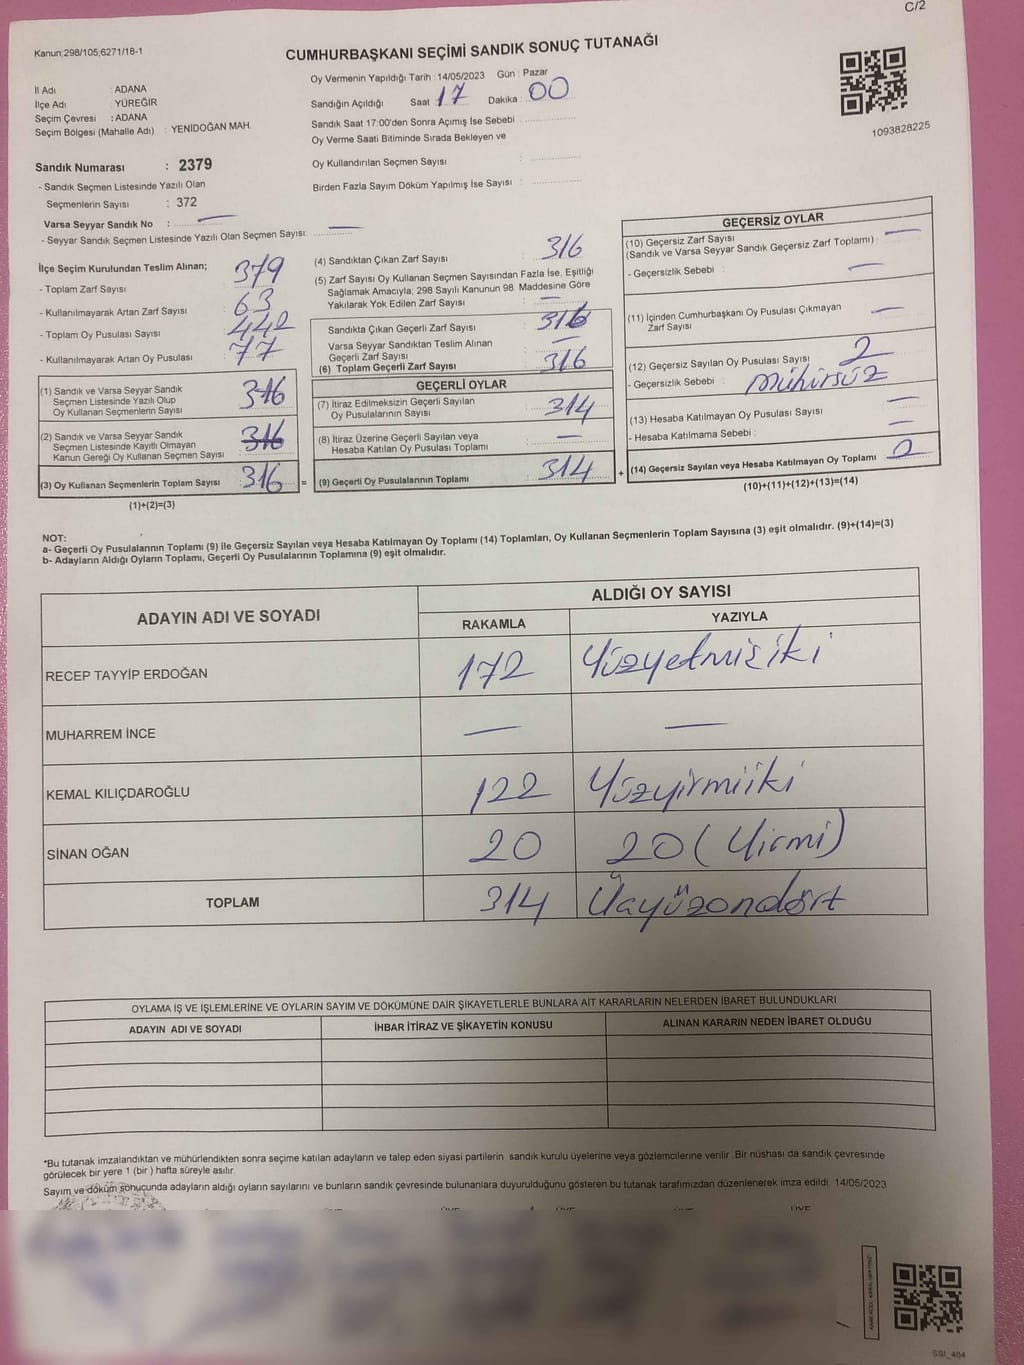 C/2
Kanun:298/105,6271/18-1
CUMHURBAŞKANI SEÇİMİ SANDIK SONUÇ TUTANAĞI
İl Adı : ADANA
İlçe Adı : YÜREĞİR
Seçim Çevresi : ADANA
Seçim Bölgesi (Mahalle Adı) : YENİDOĞAN MAH.
Oy Vermenin Yapıldığı Tarih : 14/05/2023 Gün : Pazar
Sandığın Açıldığı Saat 17 Dakika : 00
Sandık Saat 17:00'den Sonra Açımış İse Sebebi :
Oy Verme Saati Bitiminde Sırada Bekleyen ve
Oy Kullandırılan Seçmen Sayısı :
Birden Fazla Sayım Döküm Yapılmış İse Sayısı :
1093828225
Sandık Numarası : 2379
- Sandık Seçmen Listesinde Yazılı Olan
Seçmenlerin Sayısı : 372
Varsa Seyyar Sandık No : —
- Seyyar Sandık Seçmen Listesinde Yazılı Olan Seçmen Sayısı: —
İlçe Seçim Kurulundan Teslim Alınan;
- Toplam Zarf Sayısı : 379
- Kullanılmayarak Artan Zarf Sayısı : 63
- Toplam Oy Pusulası Sayısı : 442
- Kullanılmayarak Artan Oy Pusulası : 77
(1) Sandık ve Varsa Seyyar Sandık
Seçmen Listesinde Yazılı Olup
Oy Kullanan Seçmenlerin Sayısı : 316
(2) Sandık ve Varsa Seyyar Sandık
Seçmen Listesinde Kayıtlı Olmayan
Kanun Gereği Oy Kullanan Seçmen Sayısı : 316
(3) Oy Kullanan Seçmenlerin Toplam Sayısı : 316 =
(1)+(2)=(3)
(4) Sandıktan Çıkan Zarf Sayısı : 316
(5) Zarf Sayısı Oy Kullanan Seçmen Sayısından Fazla İse, Eşitliği
Sağlamak Amacıyla; 298 Sayılı Kanunun 98. Maddesine Göre
Yakılarak Yok Edilen Zarf Sayısı : —
Sandıkta Çıkan Geçerli Zarf Sayısı : 316
Varsa Seyyar Sandıktan Teslim Alınan
Geçerli Zarf Sayısı : —
(6) Toplam Geçerli Zarf Sayısı : 316
GEÇERLİ OYLAR
(7) İtiraz Edilmeksizin Geçerli Sayılan
Oy Pusulalarının Sayısı : 314
(8) İtiraz Üzerine Geçerli Sayılan veya
Hesaba Katılan Oy Pusulası Toplamı : —
(9) Geçerli Oy Pusulalarının Toplamı : 314 +
GEÇERSİZ OYLAR
(10) Geçersiz Zarf Sayısı
(Sandık ve Varsa Seyyar Sandık Geçersiz Zarf Toplamı) : —
- Geçersizlik Sebebi : —
(11) İçinden Cumhurbaşkanı Oy Pusulası Çıkmayan
Zarf Sayısı : —
(12) Geçersiz Sayılan Oy Pusulası Sayısı : 2
- Geçersizlik Sebebi : mühürsüz
(13) Hesaba Katılmayan Oy Pusulası Sayısı : —
- Hesaba Katılmama Sebebi : —
(14) Geçersiz Sayılan veya Hesaba Katılmayan Oy Toplamı : 2
(10)+(11)+(12)+(13)=(14)
NOT:
a- Geçerli Oy Pusulalarının Toplamı (9) ile Geçersiz Sayılan veya Hesaba Katılmayan Oy Toplamı (14) Toplamları, Oy Kullanan Seçmenlerin Toplam Sayısına (3) eşit olmalıdır. (9)+(14)=(3)
b- Adayların Aldığı Oyların Toplamı, Geçerli Oy Pusulalarının Toplamına (9) eşit olmalıdır.
ADAYIN ADI VE SOYADI ALDIĞI OY SAYISI
RAKAMLA YAZIYLA
RECEP TAYYİP ERDOĞAN 172 Yüzyetmişiki
MUHARREM İNCE — —
KEMAL KILIÇDAROĞLU 122 Yüzyirmiiki
SİNAN OĞAN 20 20 (Yirmi)
TOPLAM 314 Üçyüzondört
OYLAMA İŞ VE İŞLEMLERİNE VE OYLARIN SAYIM VE DÖKÜMÜNE DAİR ŞİKAYETLERLE BUNLARA AİT KARARLARIN NELERDEN İBARET BULUNDUKLARI
ADAYIN ADI VE SOYADI İHBAR İTİRAZ VE ŞİKAYETİN KONUSU ALINAN KARARIN NEDEN İBARET OLDUĞU
*Bu tutanak imzalandıktan ve mühürlendikten sonra seçime katılan adayların ve talep eden siyasi partilerin sandık kurulu üyelerine veya gözlemcilerine verilir. Bir nüshası da sandık çevresinde
görülecek bir yere 1 (bir ) hafta süreyle asılır.
Sayım ve döküm sonucunda adayların aldığı oyların sayılarını ve bunların sandık çevresinde bulunanlara duyurulduğunu gösteren bu tutanak tarafımızdan düzenlenerek imza edildi. 14/05/2023
SSI_404